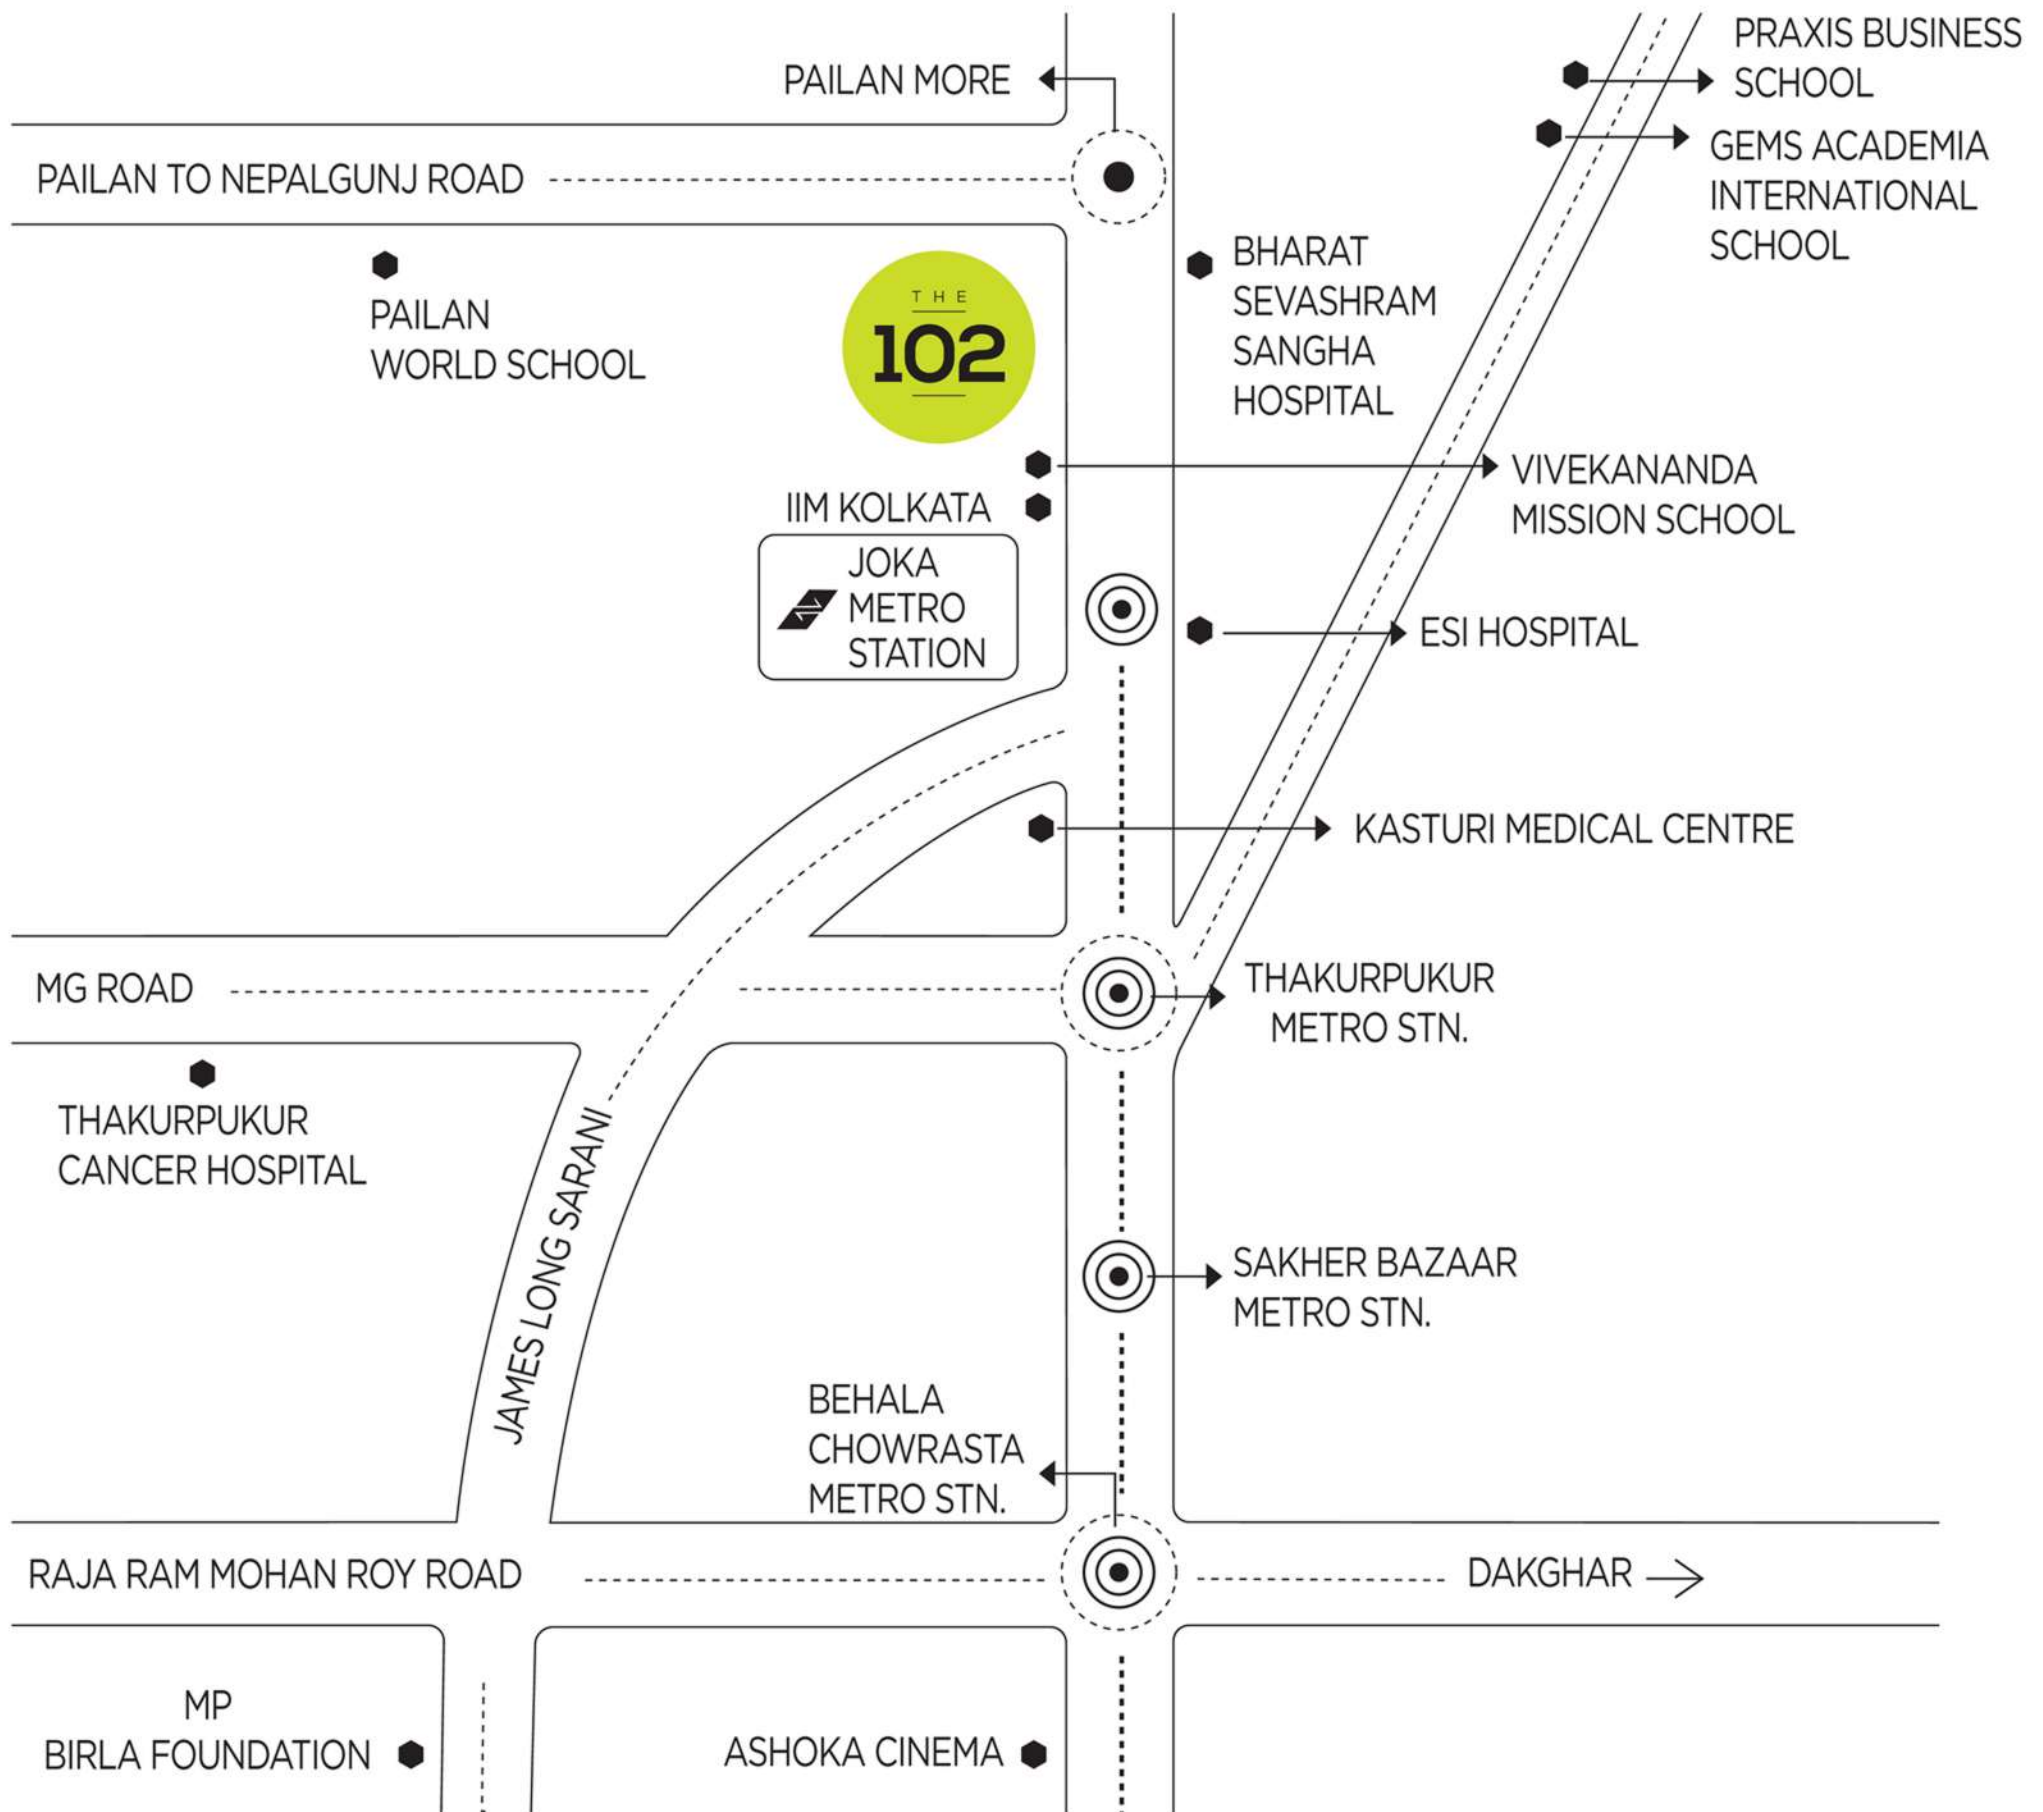 PRAXIS BUSINESS
SCHOOL
PAILAN MORE
GEMS ACADEMIA
INTERNATIONAL
SCHOOL
PAILAN TO NEPALGUNJ ROAD
BHARAT
SEVASHRAM
SANGHA
HOSPITAL
PAILAN
WORLD SCHOOL
THE
102
VIVEKANANDA
MISSION SCHOOL
IIM KOLKATA
JOKA
METRO
STATION
ESI HOSPITAL
KASTURI MEDICAL CENTRE
MG ROAD
THAKURPUKUR
METRO STN.
THAKURPUKUR
CANCER HOSPITAL
JAMES LONG SARANI
SAKHER BAZAAR
METRO STN.
BEHALA
CHOWRASTA
METRO STN.
RAJA RAM MOHAN ROY ROAD
DAKGHAR
MP
BIRLA FOUNDATION
ASHOKA CINEMA